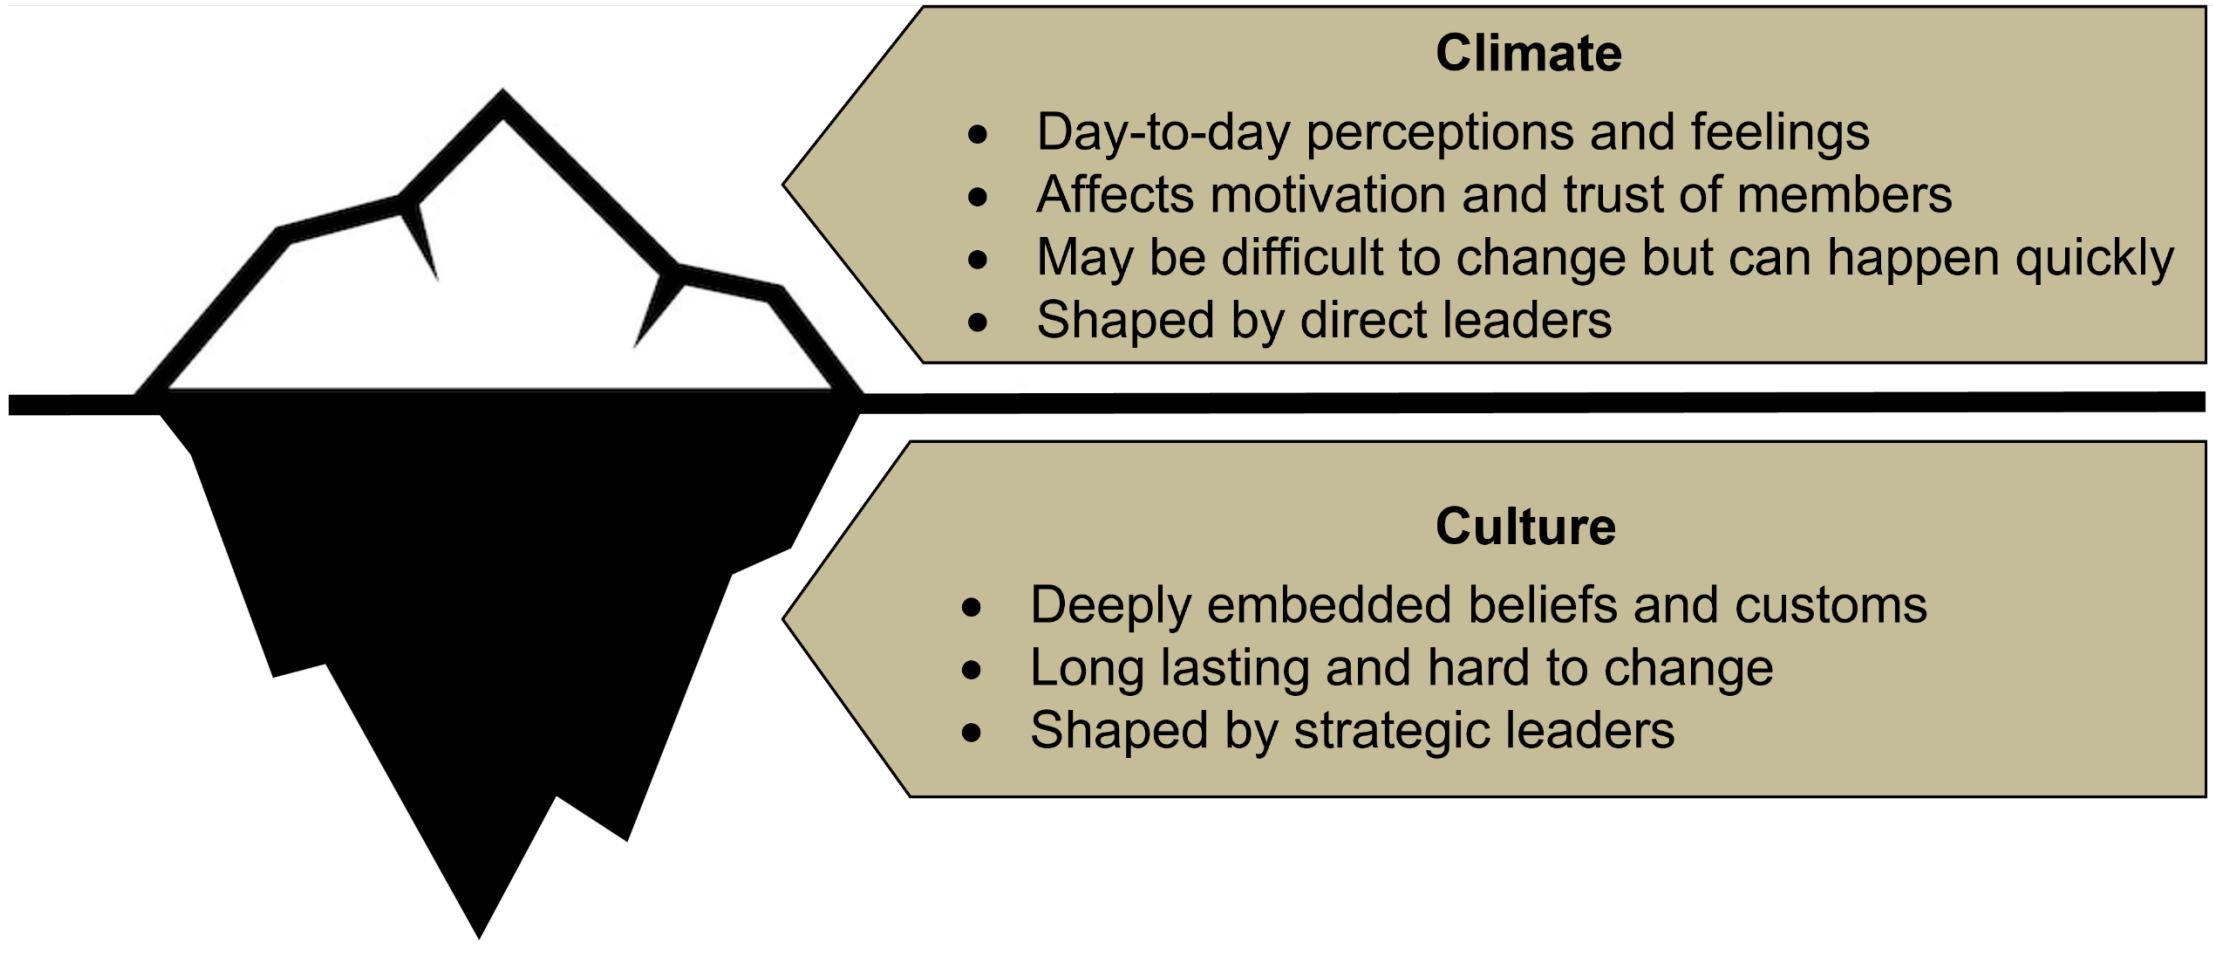 Climate
• Day-to-day perceptions and feelings
• Affects motivation and trust of members
• May be difficult to change but can happen quickly
• Shaped by direct leaders
Culture
• Deeply embedded beliefs and customs
• Long lasting and hard to change
• Shaped by strategic leaders